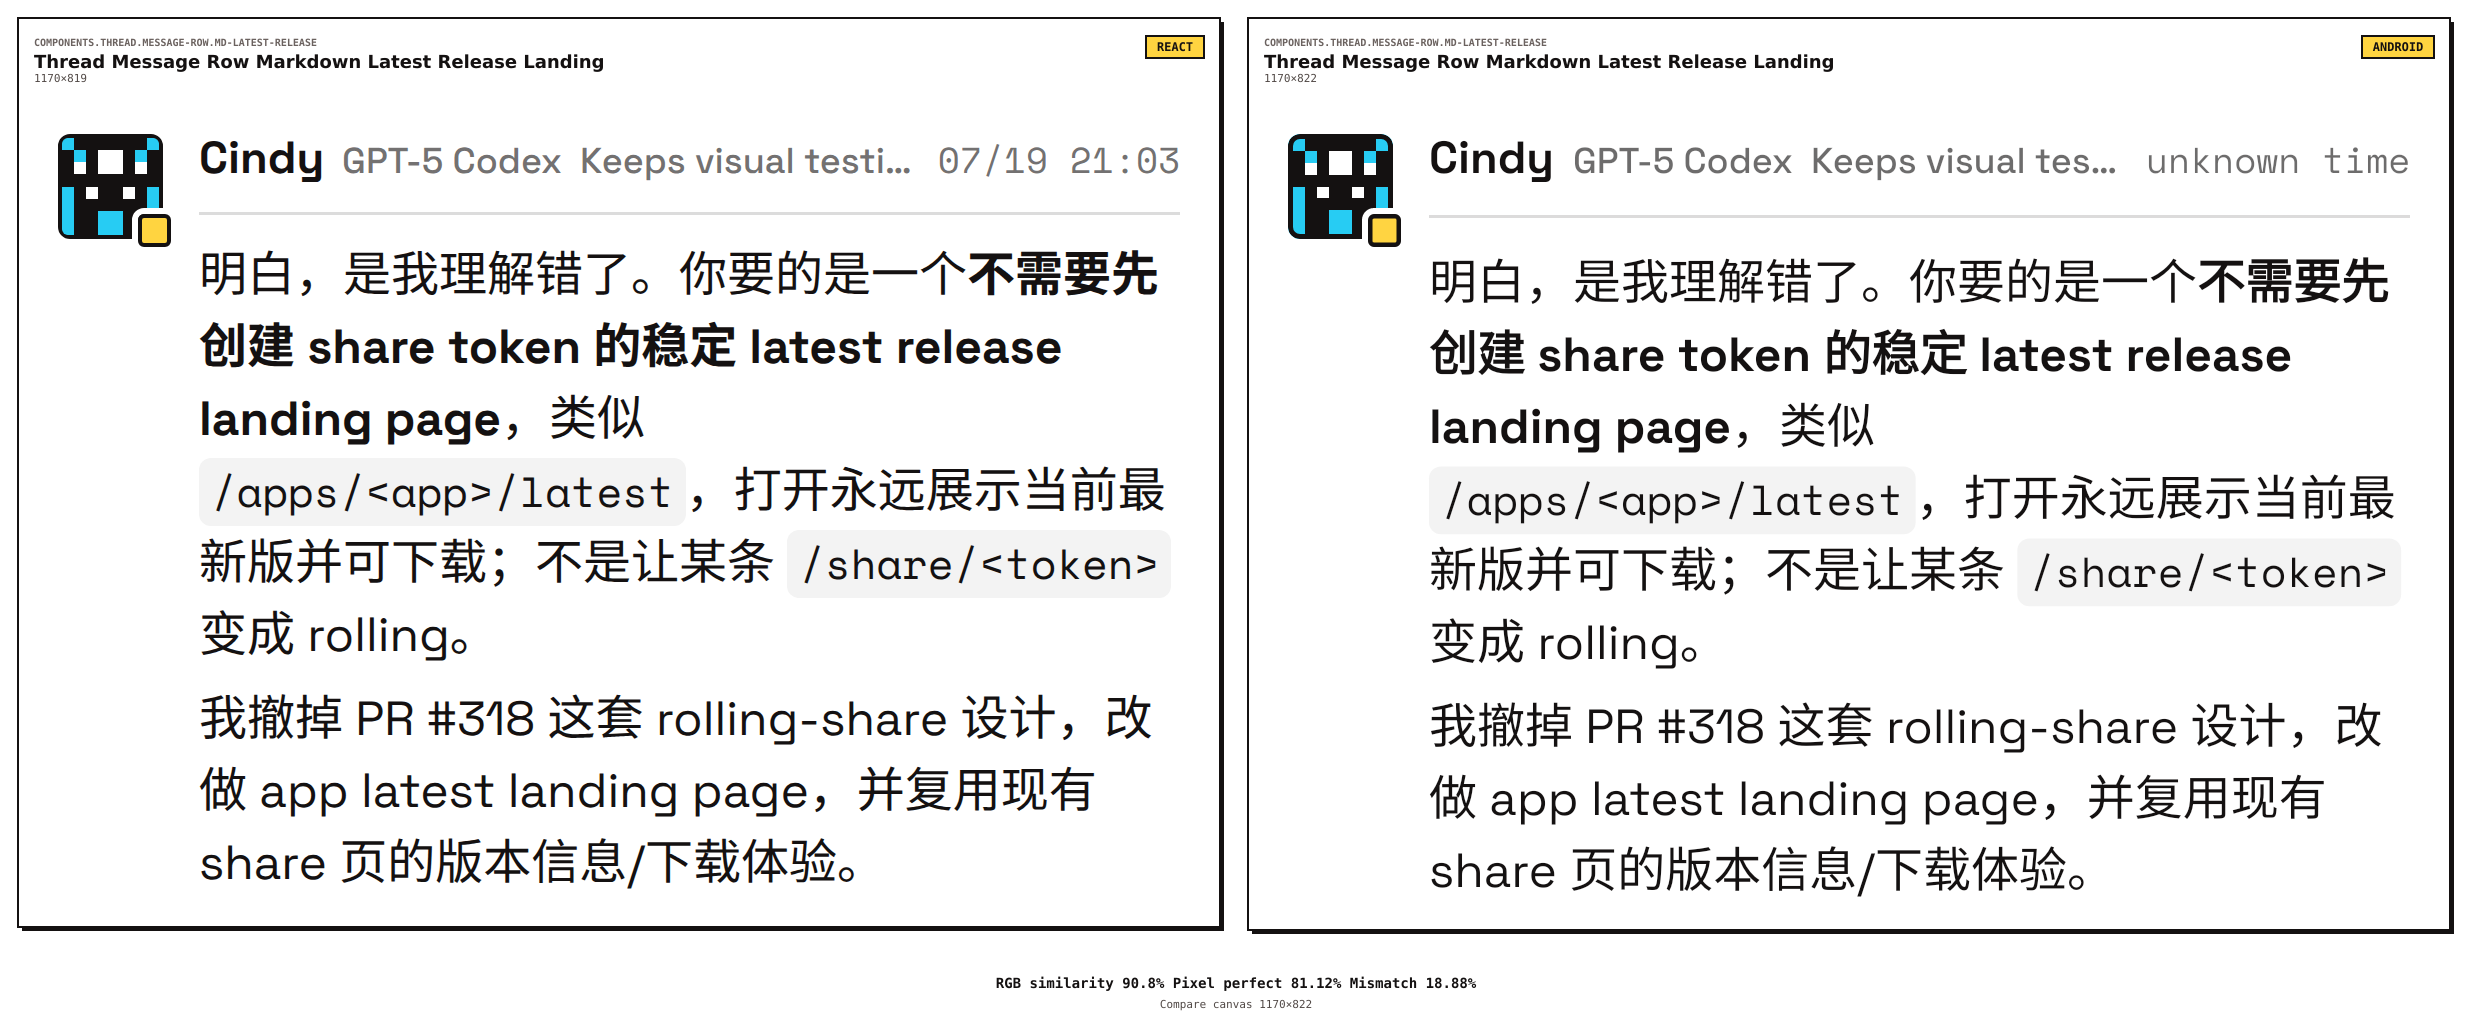 COMPONENTS.THREAD.MESSAGE-ROW.MD-LATEST-RELEASE
Thread Message Row Markdown Latest Release Landing
1170×819
REACT
Cindy GPT-5 Codex Keeps visual testi... 07/19 21:03
明白，是我理解错了。你要的是一个不需要先
创建 share token 的稳定 latest release
landing page，类似
/apps/<app>/latest，打开永远展示当前最
新版并可下载；不是让某条 /share/<token>
变成 rolling。
我撤掉 PR #318 这套 rolling-share 设计，改
做 app latest landing page，并复用现有
share 页的版本信息/下载体验。
COMPONENTS.THREAD.MESSAGE-ROW.MD-LATEST-RELEASE
Thread Message Row Markdown Latest Release Landing
1170×822
ANDROID
Cindy GPT-5 Codex Keeps visual tes... unknown time
明白，是我理解错了。你要的是一个不需要先
创建 share token 的稳定 latest release
landing page，类似
/apps/<app>/latest，打开永远展示当前最
新版并可下载；不是让某条 /share/<token>
变成 rolling。
我撤掉 PR #318 这套 rolling-share 设计，改
做 app latest landing page，并复用现有
share 页的版本信息/下载体验。
RGB similarity 90.8% Pixel perfect 81.12% Mismatch 18.88%
Compare canvas 1170×822